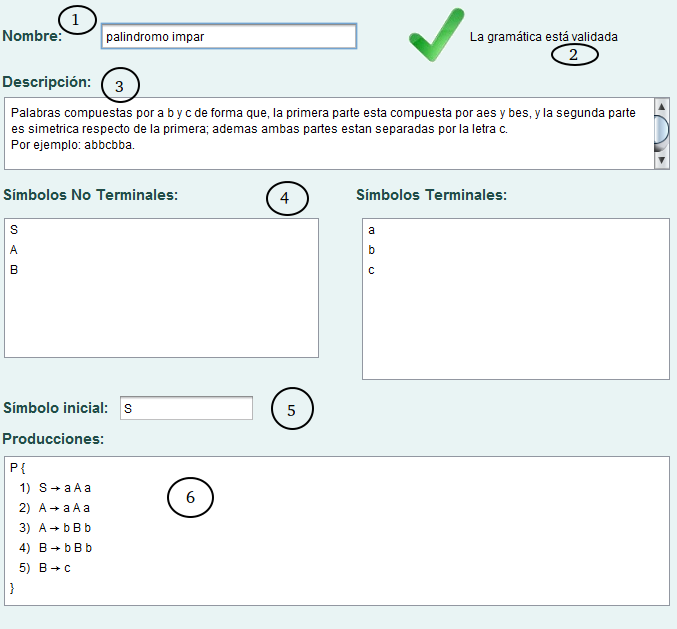 1
Nombre: palindromo impar
La gramática está validada
2
Descripción: 3
Palabras compuestas por a b y c de forma que, la primera parte esta compuesta por aes y bes, y la segunda parte
es simetrica respecto de la primera; ademas ambas partes estan separadas por la letra c.
Por ejemplo: abbcbba.
Símbolos No Terminales: 4
S
A
B
Símbolos Terminales:
a
b
c
Símbolo inicial: S 5
Producciones:
P {
1) S → a A a
2) A → a A a
3) A → b B b
4) B → b B b
5) B → c
}
6